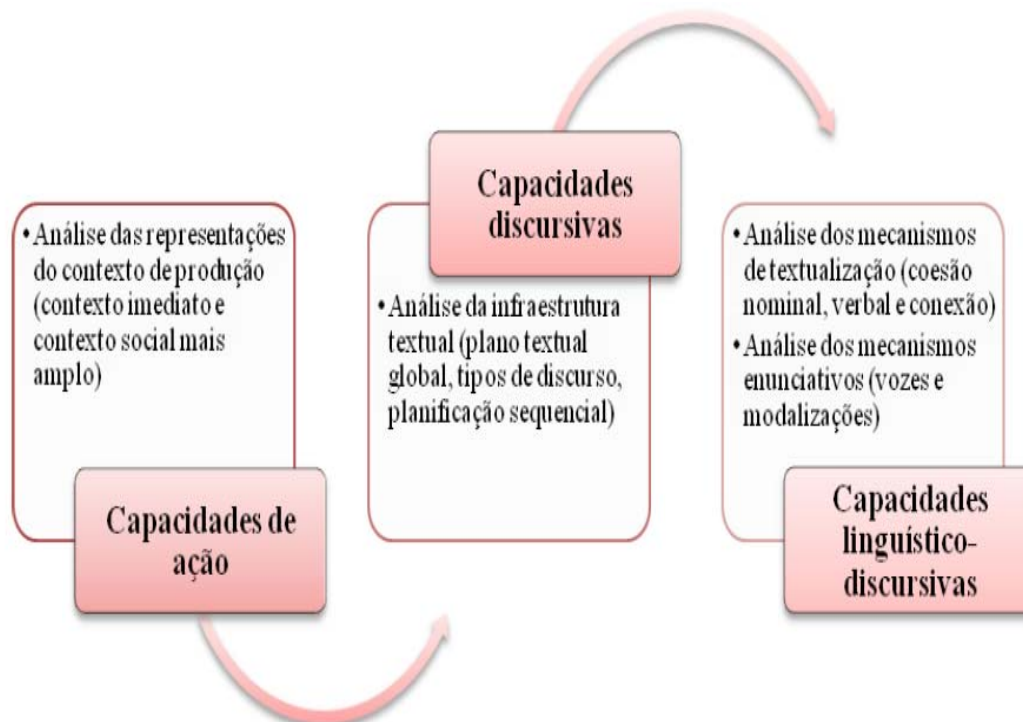 • Análise das representações
do contexto de produção
(contexto imediato e
contexto social mais
amplo)
Capacidades de
ação
Capacidades
discursivas
• Análise da infraestrutura
textual (plano textual
global, tipos de discurso,
planificação sequencial)
• Análise dos mecanismos
de textualização (coesão
nominal, verbal e conexão)
• Análise dos mecanismos
enunciativos (vozes e
modalizações)
Capacidades
linguístico-
discursivas